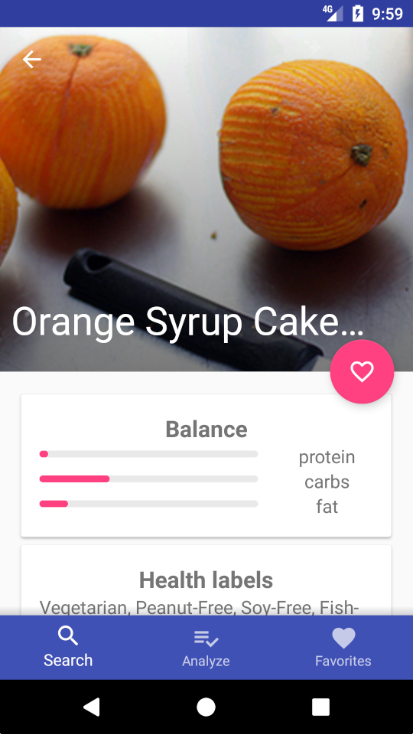 4G 9:59
Orange Syrup Cake…
Balance
protein
carbs
fat
Health labels
Vegetarian, Peanut-Free, Soy-Free, Fish-
Search Analyze Favorites